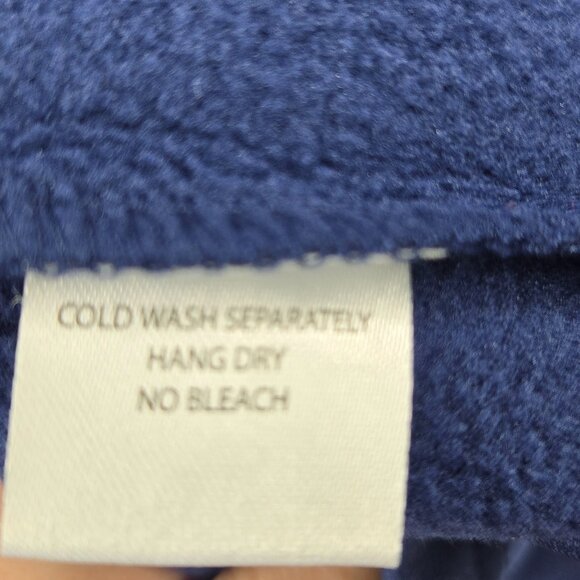 COLD WASH SEPARATELY
HANG DRY
NO BLEACH